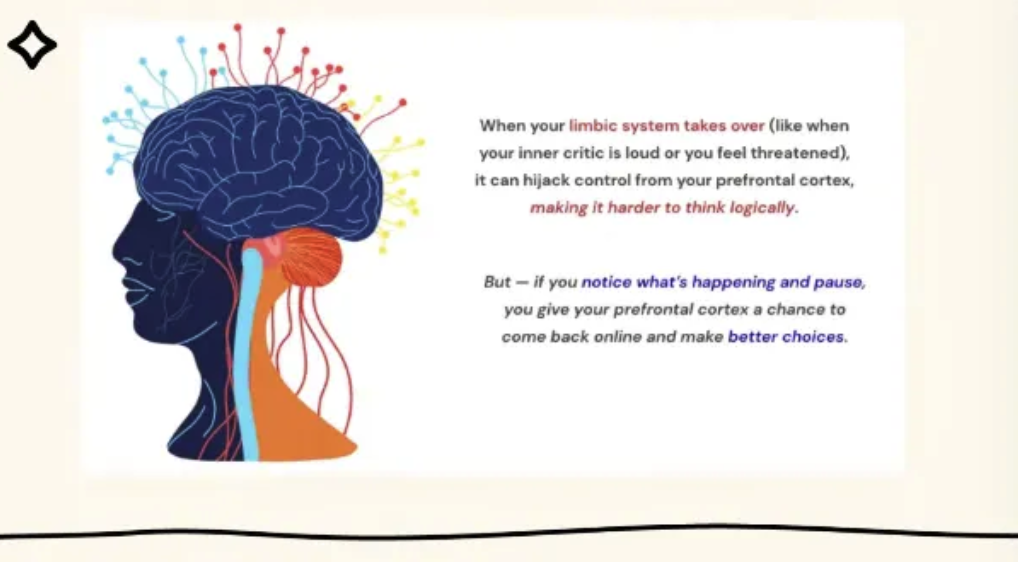 When your limbic system takes over (like when
your inner critic is loud or you feel threatened),
it can hijack control from your prefrontal cortex,
making it harder to think logically.
But — if you notice what's happening and pause,
you give your prefrontal cortex a chance to
come back online and make better choices.